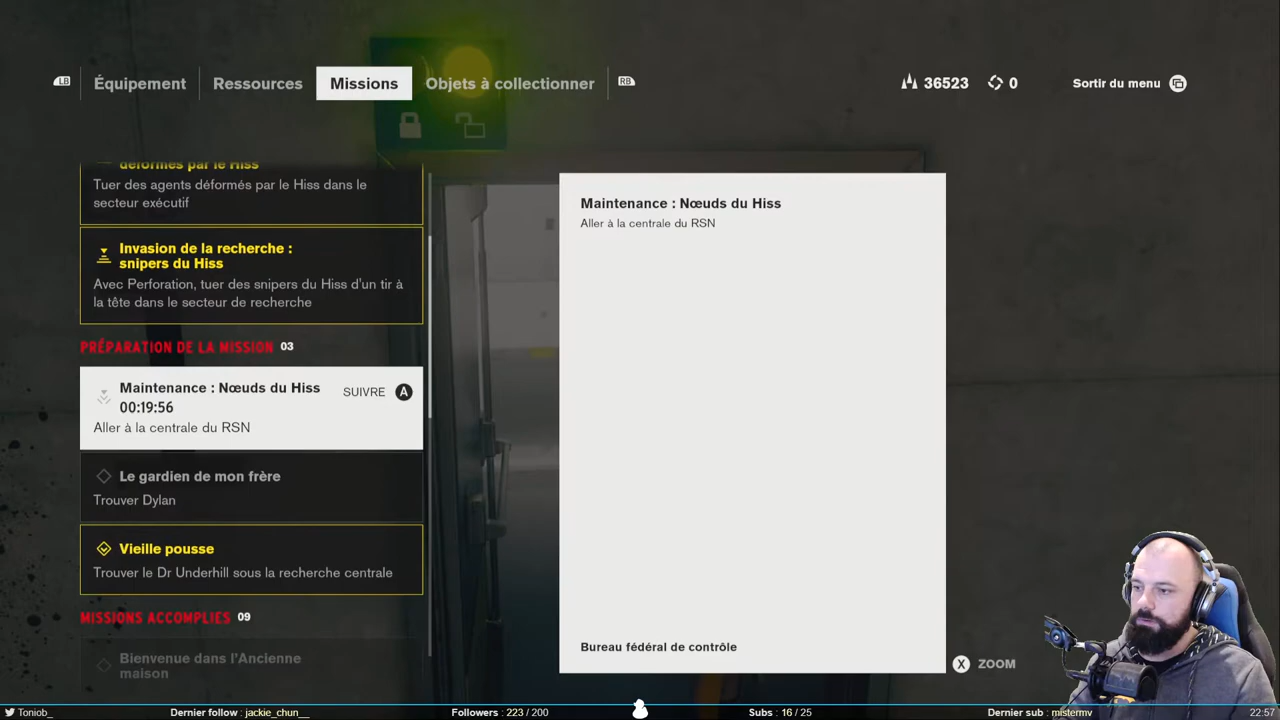 LB
Équipement
Ressources
Missions
Objets à collectionner
RB
36523
0
Sortir du menu
déformés par le Hiss
Tuer des agents déformés par le Hiss dans le
secteur exécutif
Invasion de la recherche :
snipers du Hiss
Avec Perforation, tuer des snipers du Hiss d'un tir à
la tête dans le secteur de recherche
PRÉPARATION DE LA MISSION 03
Maintenance : Nœuds du Hiss
00:19:56
SUIVRE A
Aller à la centrale du RSN
Le gardien de mon frère
Trouver Dylan
Vieille pousse
Trouver le Dr Underhill sous la recherche centrale
MISSIONS ACCOMPLIES 09
Bienvenue dans l'Ancienne
maison
Maintenance : Nœuds du Hiss
Aller à la centrale du RSN
Bureau fédéral de contrôle
X ZOOM
Toniob_
Dernier follow : jackie_chun__
Followers : 223 / 200
Subs : 16 / 25
Dernier sub : mistermv
22:57